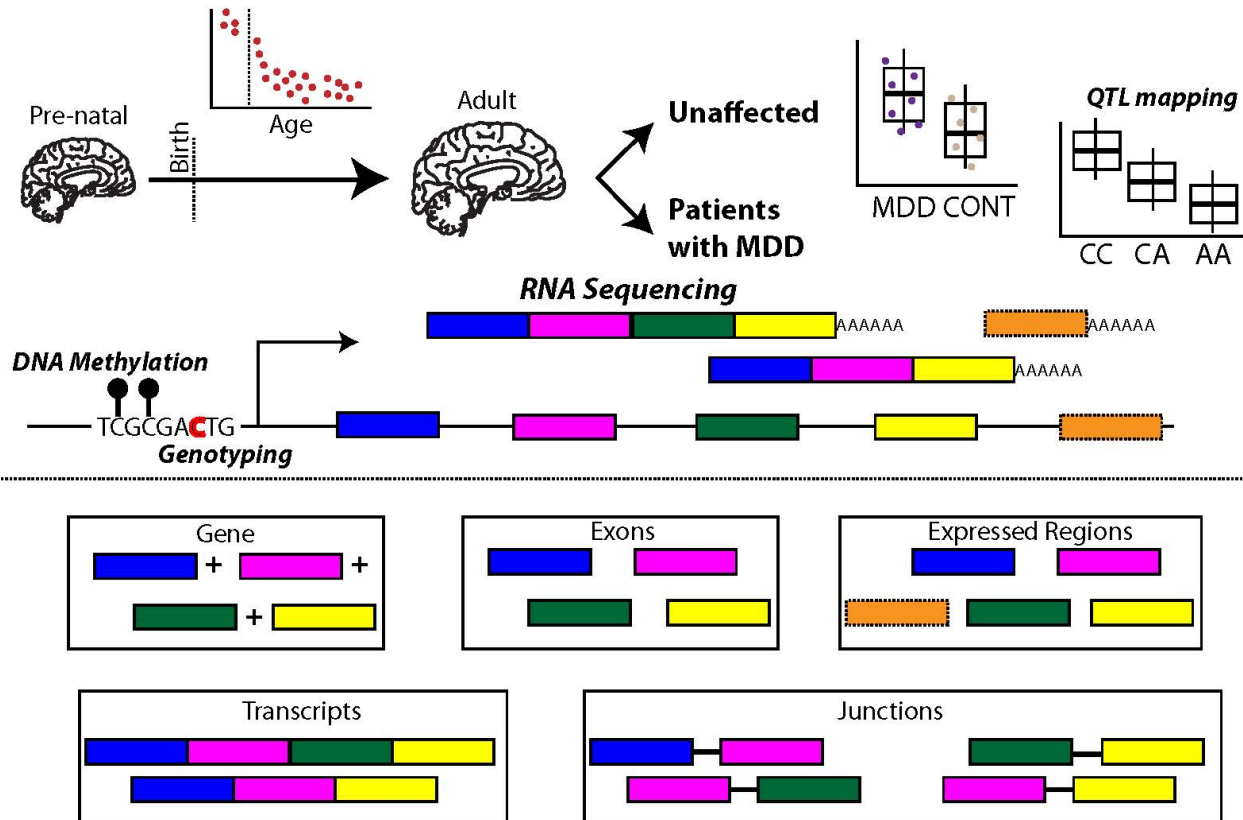 Pre-natal
Birth
Age
Adult
Unaffected
Patients
with MDD
MDD CONT
QTL mapping
CC CA AA
RNA Sequencing
AAAAAA
AAAAAA
AAAAAA
DNA Methylation
TCGCGACTG
Genotyping
Gene
+ +
+
Exons
Expressed Regions
Transcripts
Junctions